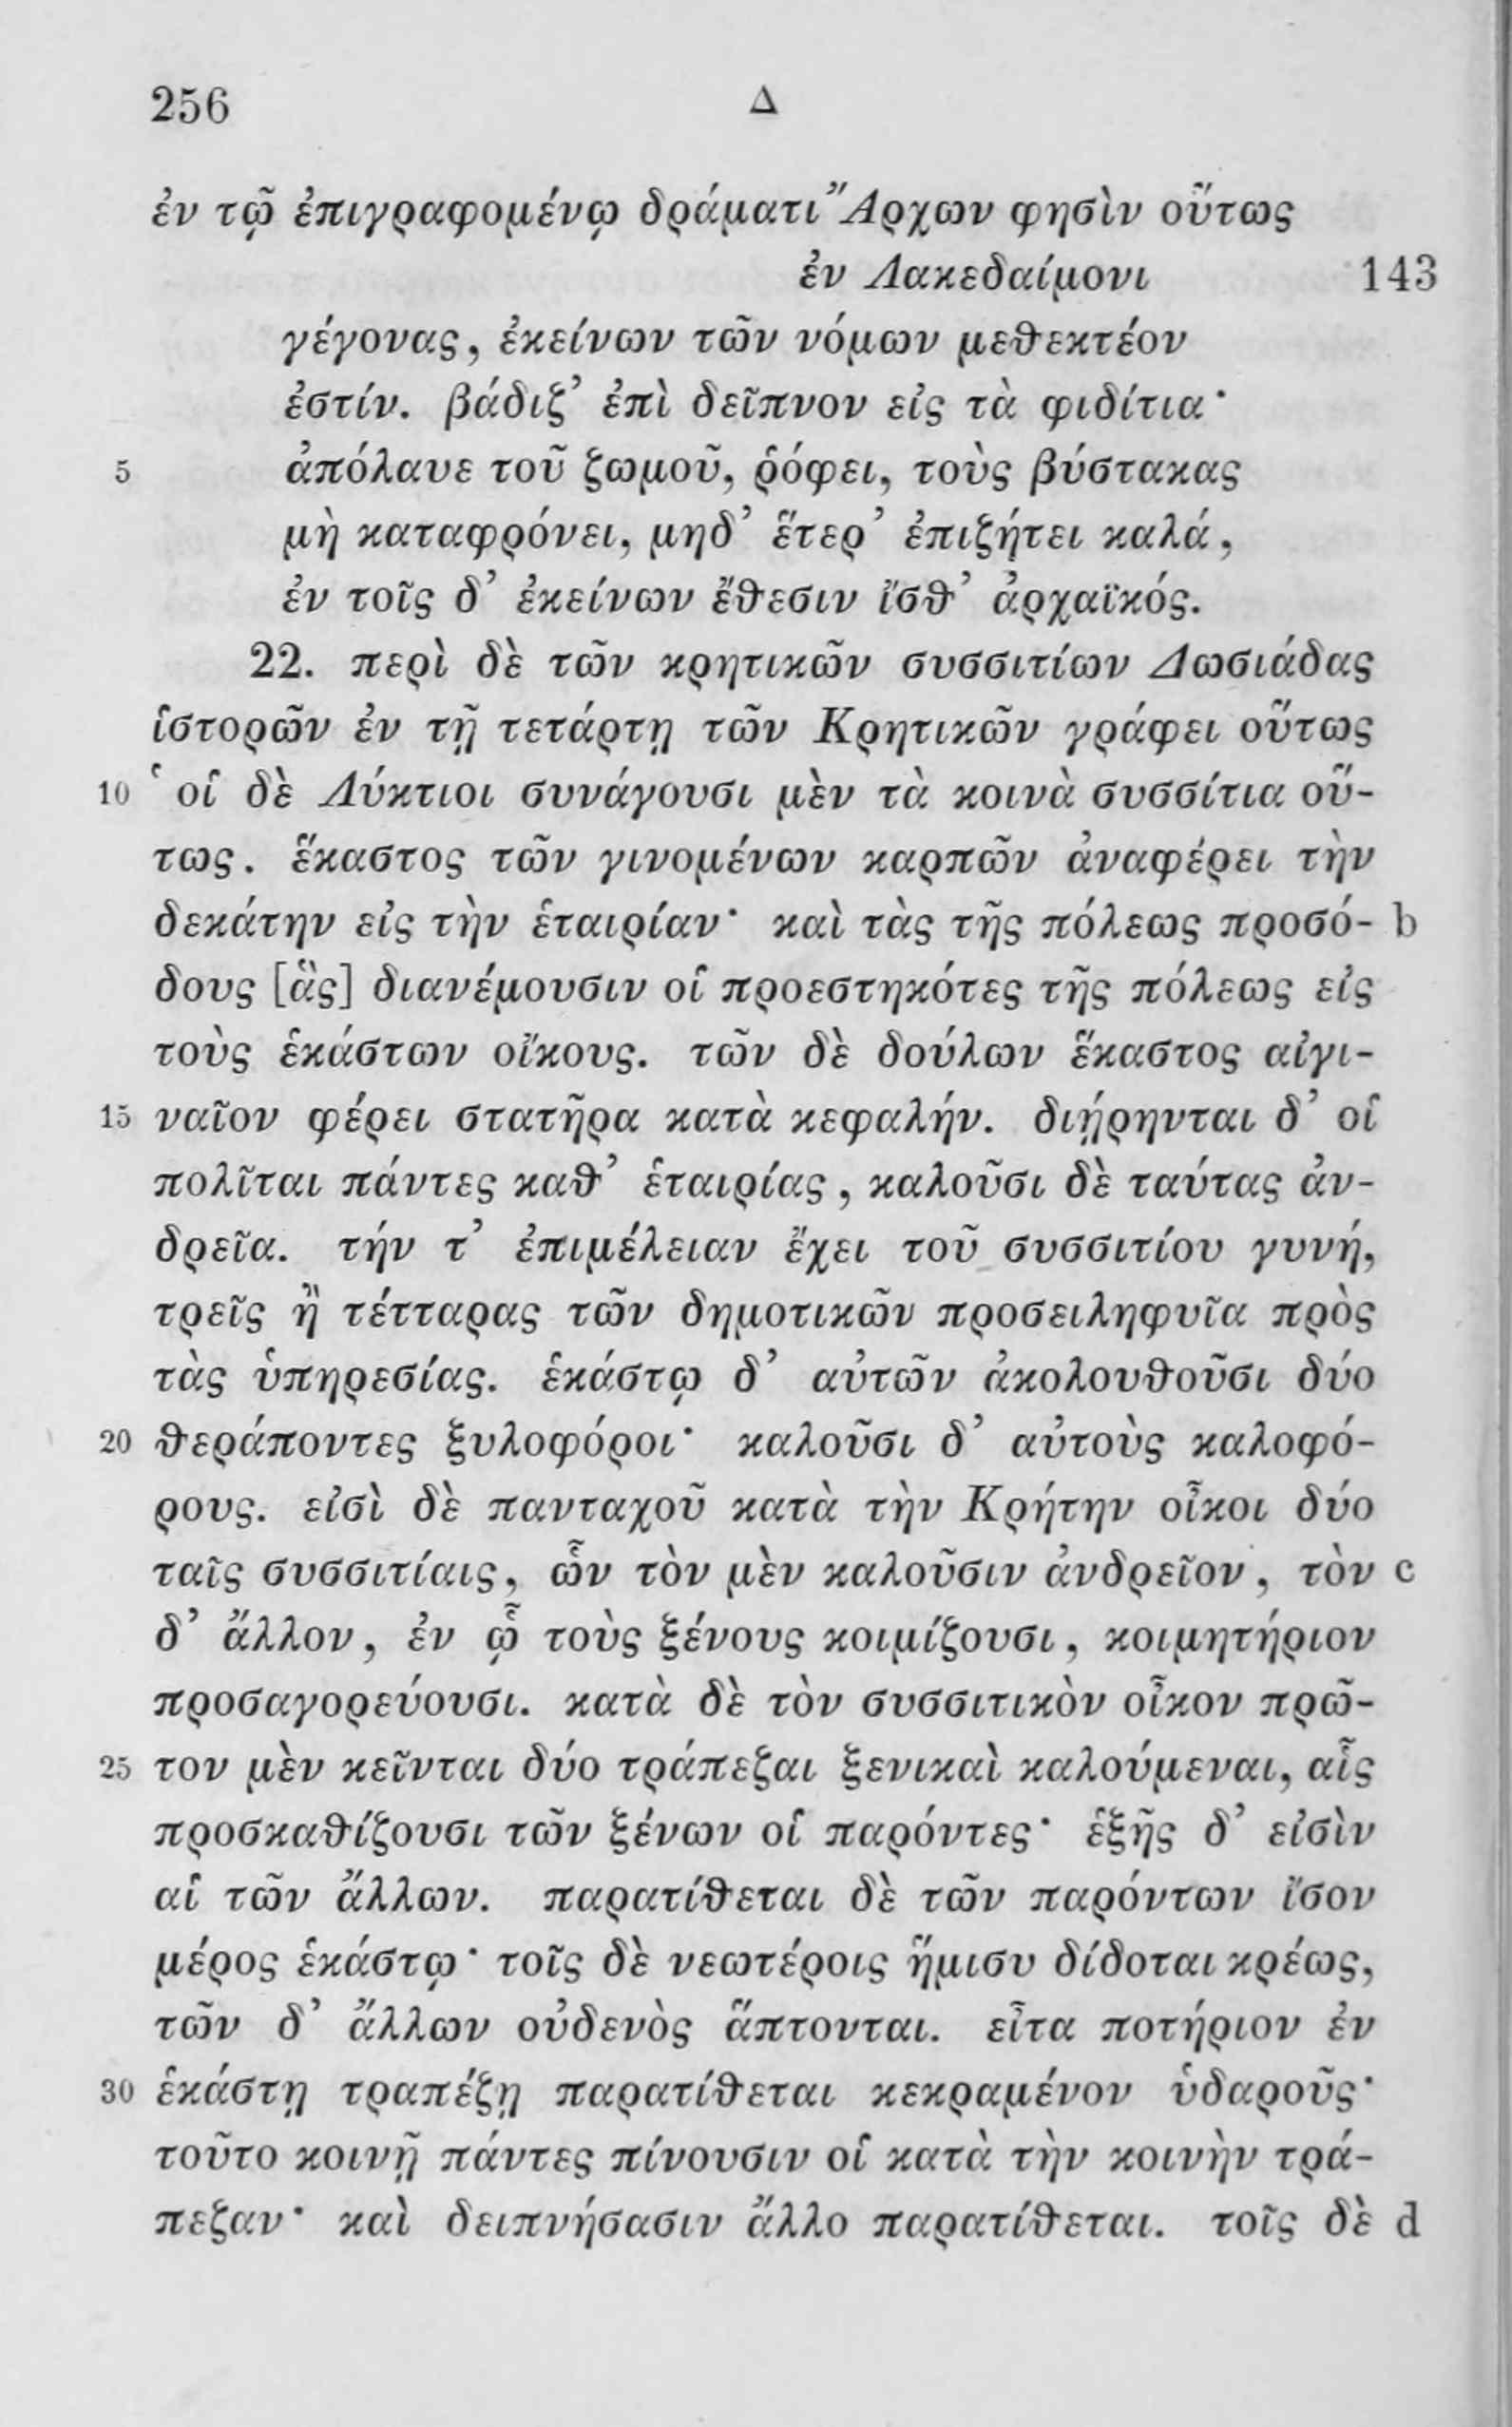 256 Δ
ἐν τῷ ἐπιγραφομένῳ δράματι Ἄρχων φησὶν οὕτως
ἐν Λακεδαίμονι 143
γέγονας, ἐκείνων τῶν νόμων μεθεκτέον
ἐστίν. βάδιζ’ ἐπὶ δεῖπνον εἰς τὰ φιδίτια·
5 ἀπόλαυε τοῦ ζωμοῦ, ῥόφει, τοὺς βύστακας
μὴ καταφρόνει, μηδ’ ἕτερ’ ἐπιζήτει καλά,
ἐν τοῖς δ’ ἐκείνων ἔθεσιν ἴσθ’ ἀρχαϊκός.
22. περὶ δὲ τῶν κρητικῶν συσσιτίων Δωσιάδας
ἱστορῶν ἐν τῇ τετάρτῃ τῶν Κρητικῶν γράφει οὕτως
10 ‘οἱ δὲ Λύκτιοι συνάγουσι μὲν τὰ κοινὰ συσσίτια οὕ-
τως. ἕκαστος τῶν γινομένων καρπῶν ἀναφέρει τὴν
δεκάτην εἰς τὴν ἑταιρίαν· καὶ τὰς τῆς πόλεως προσό- b
δους [ἃς] διανέμουσιν οἱ προεστηκότες τῆς πόλεως εἰς
τοὺς ἑκάστων οἴκους. τῶν δὲ δούλων ἕκαστος αἰγι-
15 ναῖον φέρει στατῆρα κατὰ κεφαλήν. διῄρηνται δ’ οἱ
πολῖται πάντες καθ’ ἑταιρίας, καλοῦσι δὲ ταύτας ἀν-
δρεῖα. τήν τ’ ἐπιμέλειαν ἔχει τοῦ συσσιτίου γυνή,
τρεῖς ἢ τέτταρας τῶν δημοτικῶν προσειληφυῖα πρὸς
τὰς ὑπηρεσίας. ἑκάστῳ δ’ αὐτῶν ἀκολουθοῦσι δύο
20 θεράποντες ξυλοφόροι· καλοῦσι δ’ αὐτοὺς καλοφό-
ρους. εἰσὶ δὲ πανταχοῦ κατὰ τὴν Κρήτην οἶκοι δύο
ταῖς συσσιτίαις, ὧν τὸν μὲν καλοῦσιν ἀνδρεῖον, τὸν c
δ’ ἄλλον, ἐν ᾧ τοὺς ξένους κοιμίζουσι, κοιμητήριον
προσαγορεύουσι. κατὰ δὲ τὸν συσσιτικὸν οἶκον πρῶ-
25 τον μὲν κεῖνται δύο τράπεζαι ξενικαὶ καλούμεναι, αἷς
προσκαθίζουσι τῶν ξένων οἱ παρόντες· ἑξῆς δ’ εἰσὶν
αἱ τῶν ἄλλων. παρατίθεται δὲ τῶν παρόντων ἴσον
μέρος ἑκάστῳ· τοῖς δὲ νεωτέροις ἥμισυ δίδοται κρέως,
τῶν δ’ ἄλλων οὐδενὸς ἅπτονται. εἶτα ποτήριον ἐν
30 ἑκάστῃ τραπέζῃ παρατίθεται κεκραμένον ὑδαροῦς·
τοῦτο κοινῇ πάντες πίνουσιν οἱ κατὰ τὴν κοινὴν τρά-
πεζαν· καὶ δειπνήσασιν ἄλλο παρατίθεται. τοῖς δὲ d